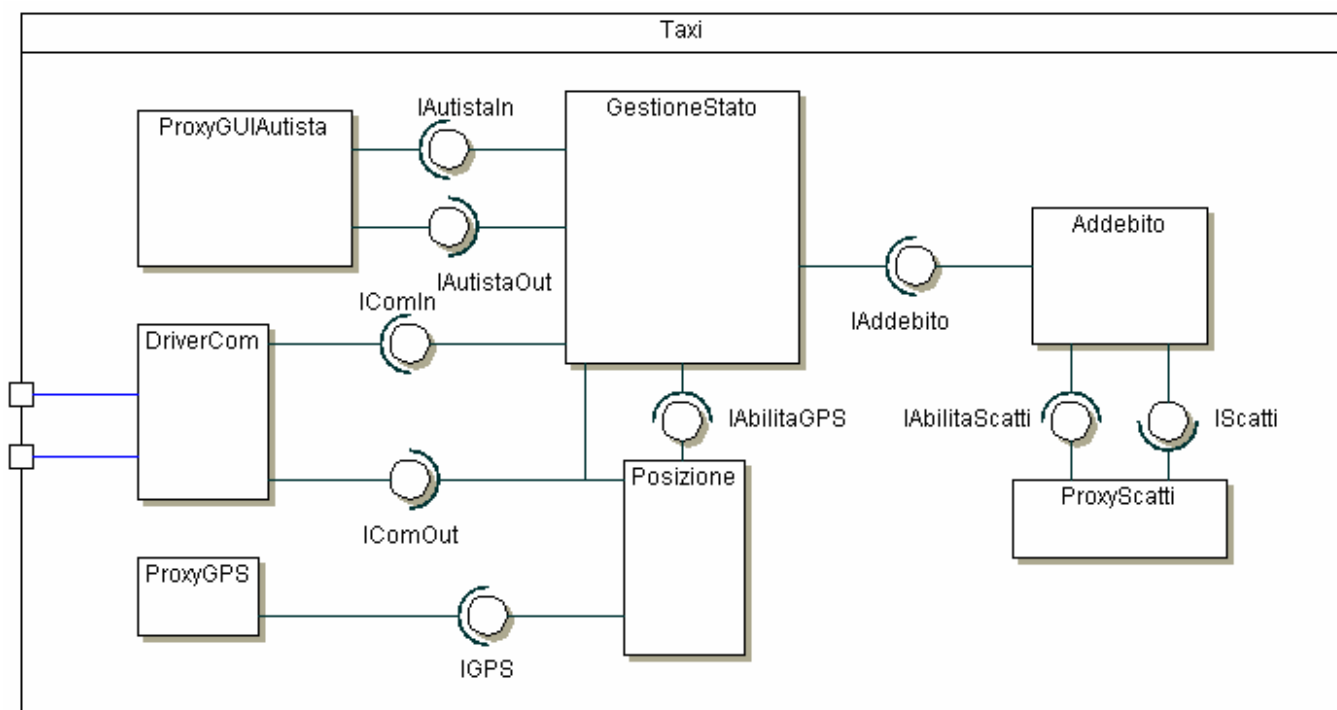 Taxi
ProxyGUIAutista
IAutistaIn
GestioneStato
IAutistaOut
Addebito
IAddebito
DriverCom
IComIn
IAbilitaGPS
IAbilitaScatti
IScatti
IComOut
Posizione
ProxyScatti
ProxyGPS
IGPS